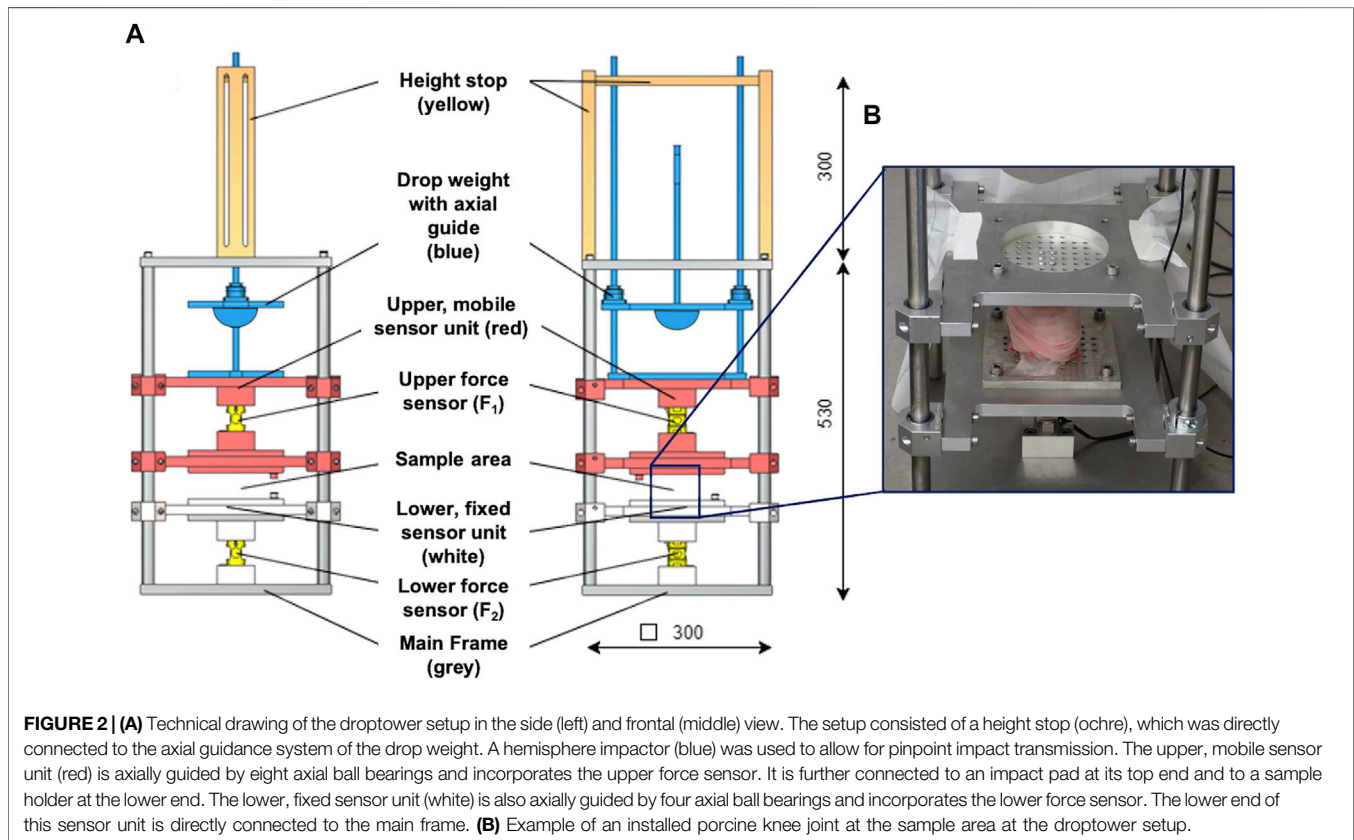 A
Height stop
(yellow)
B
300
Drop weight
with axial
guide
(blue)
Upper, mobile
sensor unit (red)
Upper force
sensor (F₁)
530
Sample area
Lower, fixed
sensor unit
(white)
Lower force
sensor (F₂)
□ 300
Main Frame
(grey)
FIGURE 2 | (A) Technical drawing of the droptower setup in the side (left) and frontal (middle) view. The setup consisted of a height stop (ochre), which was directly
connected to the axial guidance system of the drop weight. A hemisphere impactor (blue) was used to allow for pinpoint impact transmission. The upper, mobile sensor
unit (red) is axially guided by eight axial ball bearings and incorporates the upper force sensor. It is further connected to an impact pad at its top end and to a sample
holder at the lower end. The lower, fixed sensor unit (white) is also axially guided by four axial ball bearings and incorporates the lower force sensor. The lower end of
this sensor unit is directly connected to the main frame. (B) Example of an installed porcine knee joint at the sample area at the droptower setup.